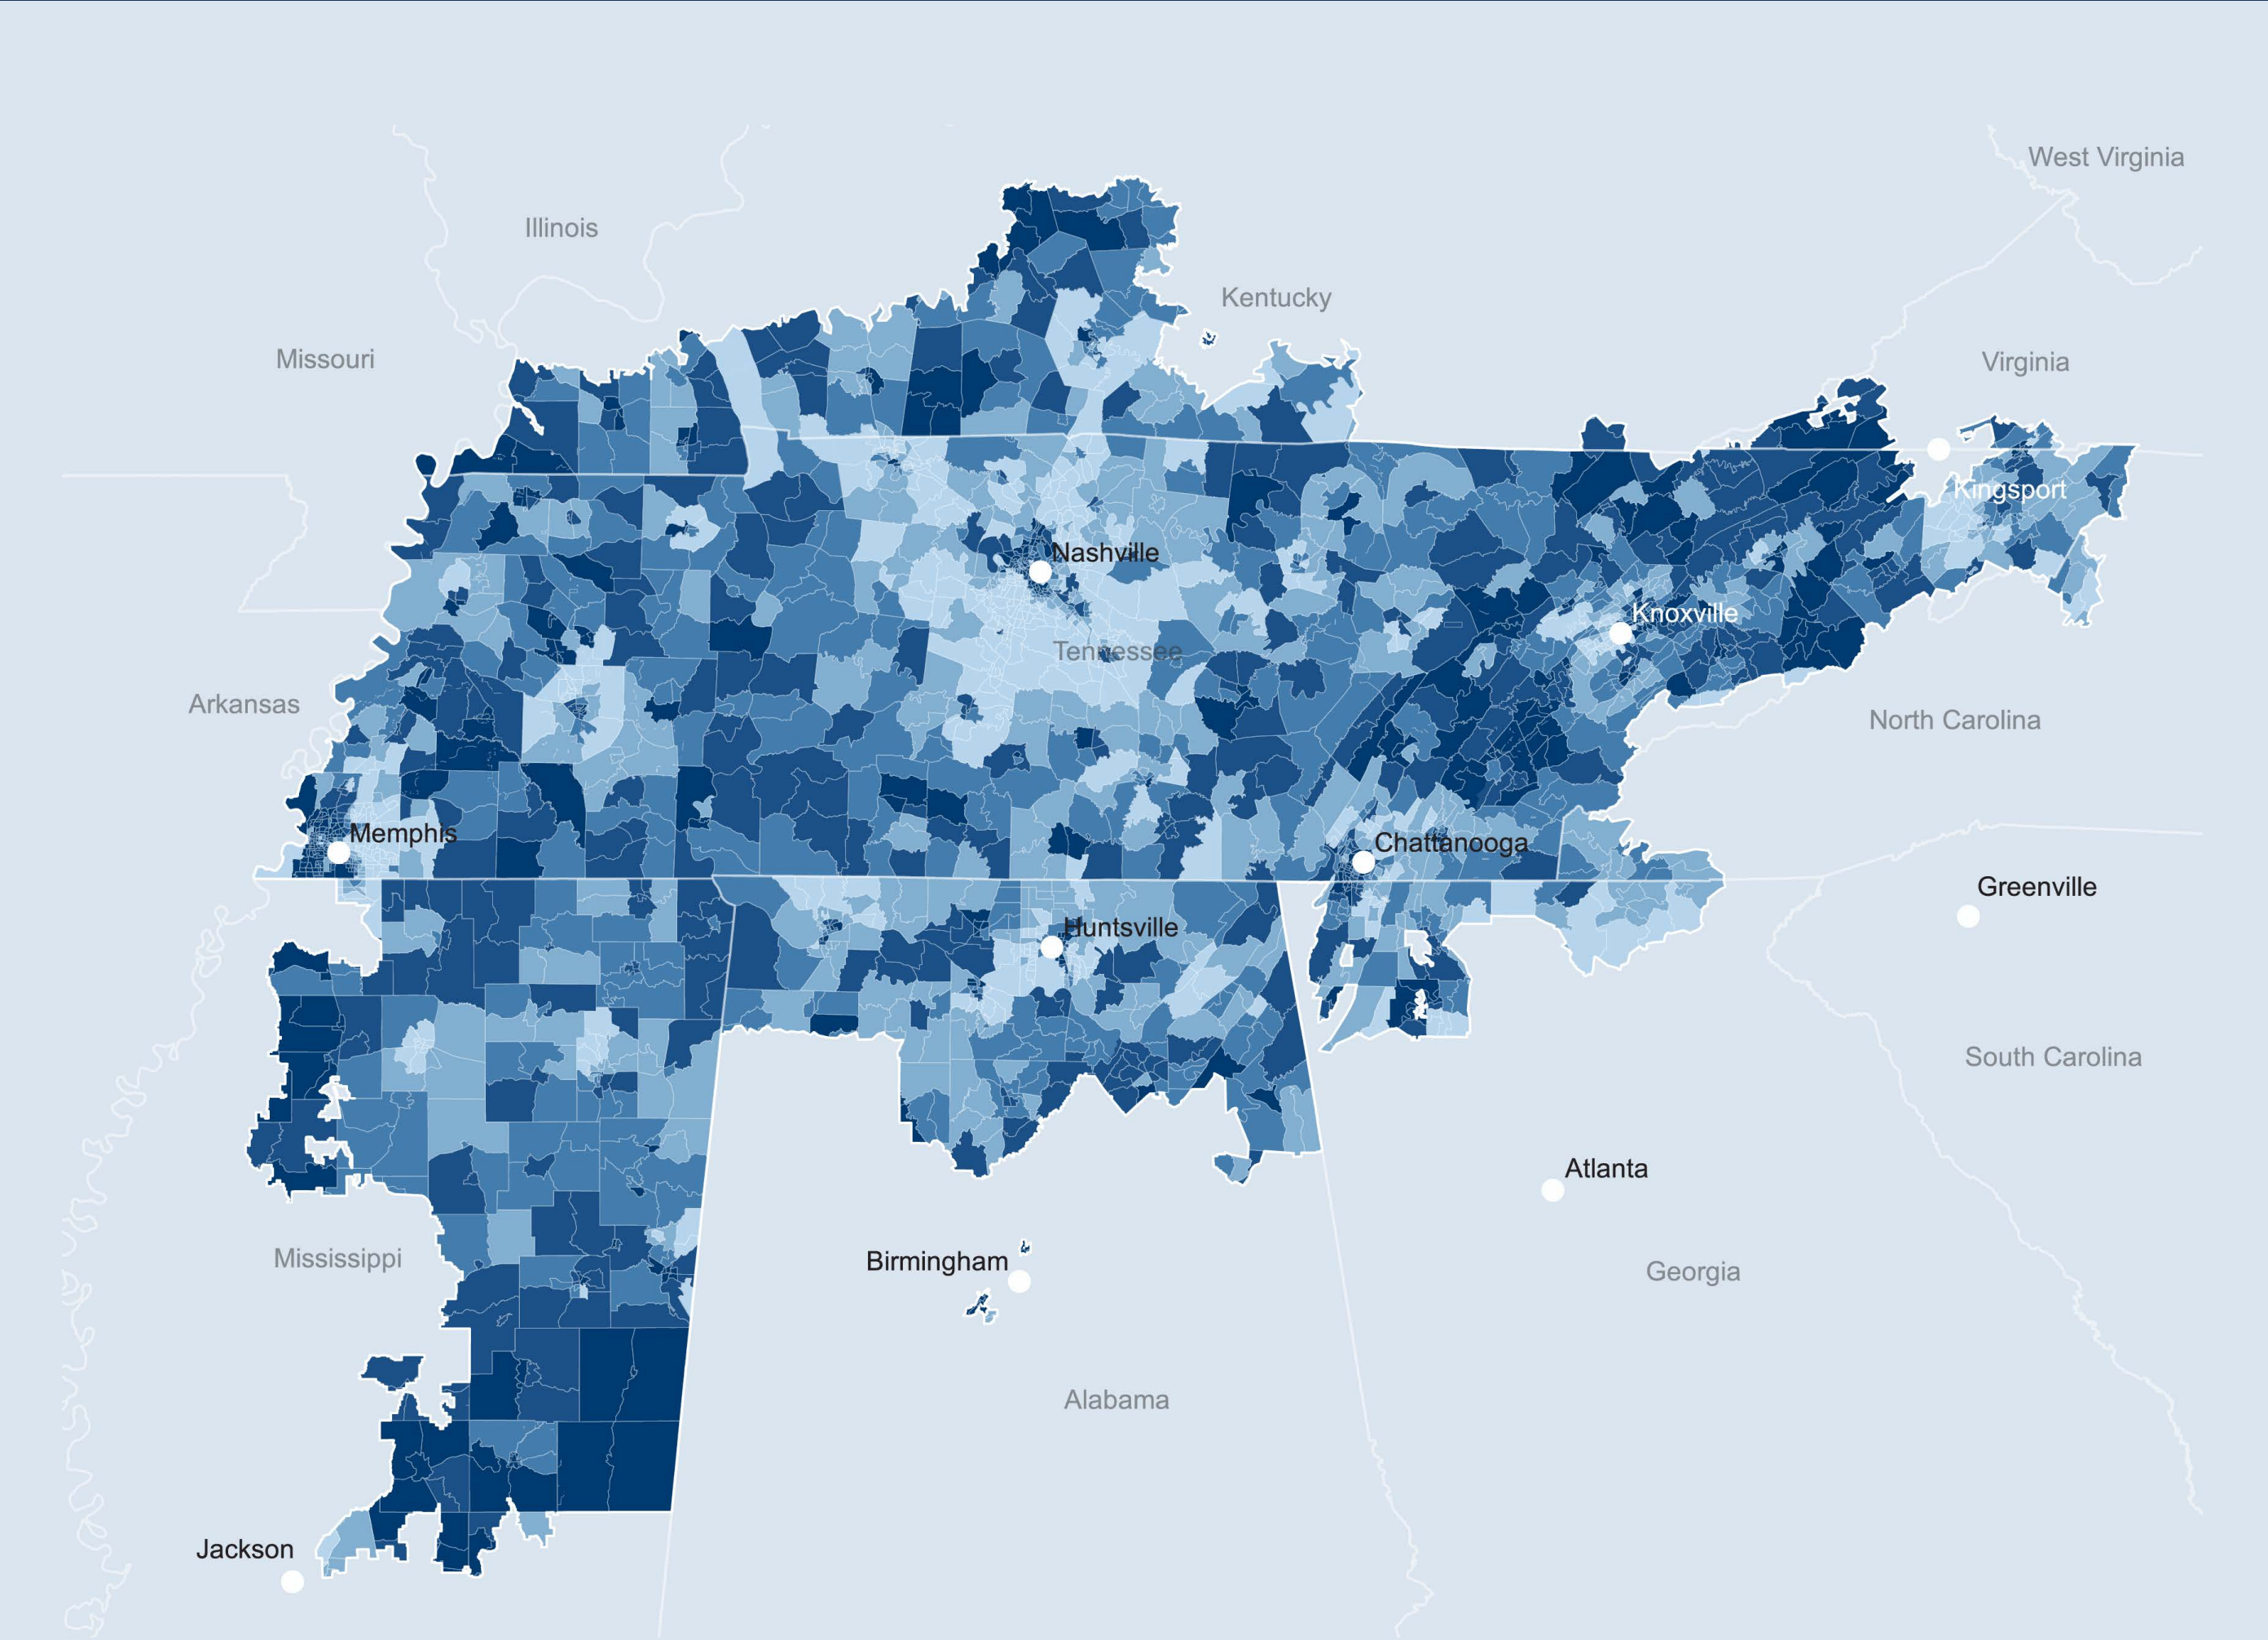 West Virginia
Illinois
Kentucky
Missouri
Virginia
Kingsport
Nashville
Knoxville
Tennessee
Arkansas
North Carolina
Memphis
Chattanooga
Greenville
Huntsville
South Carolina
Atlanta
Mississippi
Birmingham
Georgia
Alabama
Jackson